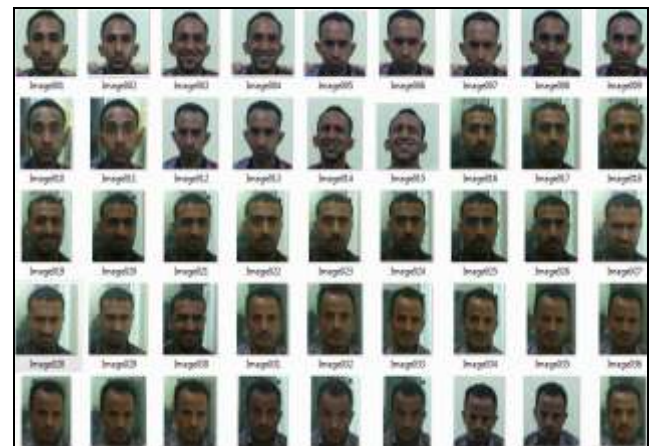 Image001 Image002 Image003 Image004 Image005 Image006 Image007 Image008 Image009
Image010 Image011 Image012 Image013 Image014 Image015 Image016 Image017 Image018
Image019 Image020 Image021 Image022 Image023 Image024 Image025 Image026 Image027
Image028 Image029 Image030 Image031 Image032 Image033 Image034 Image035 Image036